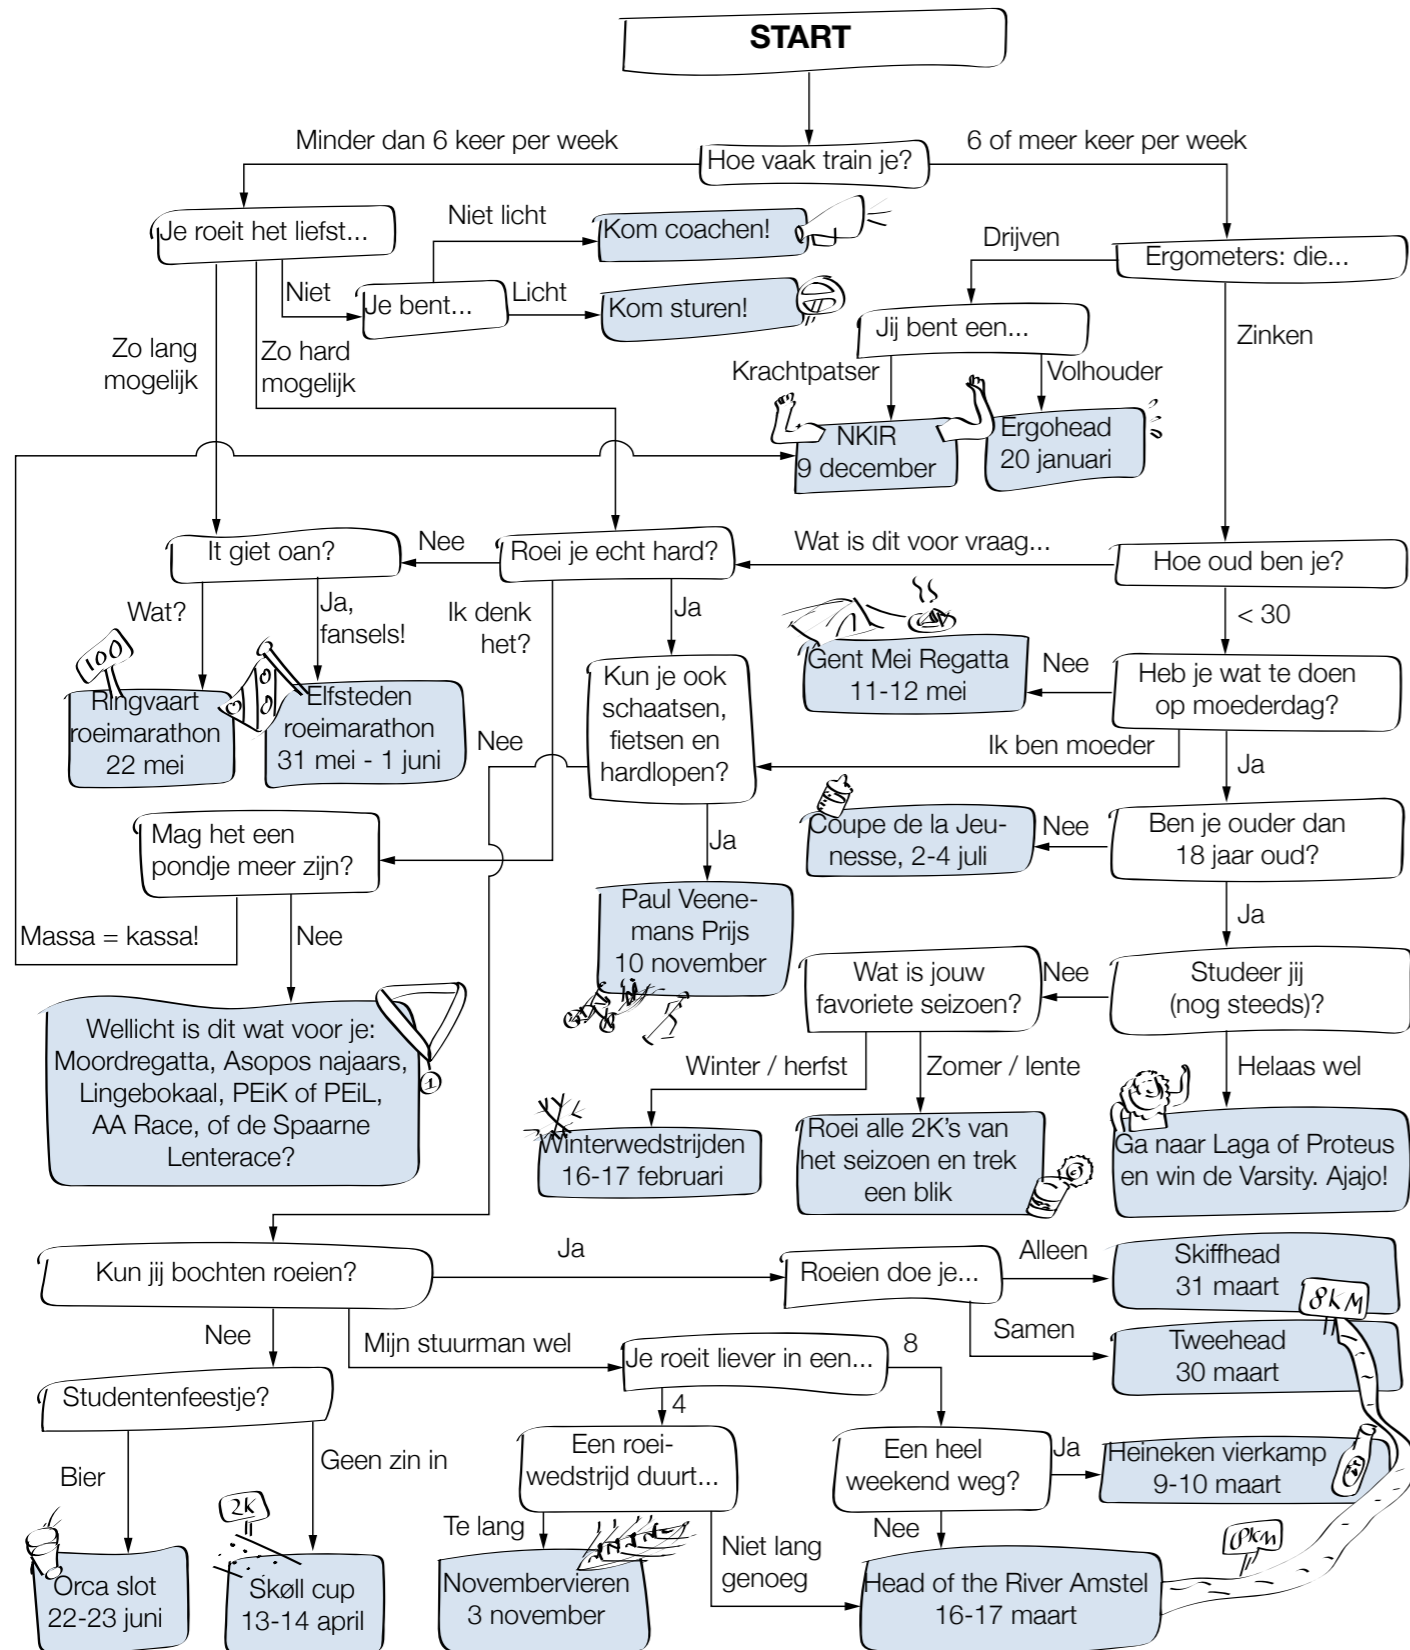 START
Minder dan 6 keer per week
6 of meer keer per week
Hoe vaak train je?
Je roeit het liefst...
Niet licht
Kom coachen!
Drijven
Ergometers: die...
Niet
Je bent...
Licht
Kom sturen!
Jij bent een...
Zinken
Zo lang
mogelijk
Zo hard
mogelijk
Krachtpatser
Volhouder
NKIR
9 december
Ergohead
20 januari
It giet oan?
Nee
Roei je echt hard?
Wat is dit voor vraag...
Hoe oud ben je?
Wat?
Ja,
fansels!
Ik denk
het?
Ja
< 30
100
Ringvaart
roeimarathon
22 mei
Elfsteden
roeimarathon
31 mei - 1 juni
Nee
Kun je ook
schaatsen,
fietsen en
hardlopen?
Gent Mei Regatta
11-12 mei
Nee
Heb je wat te doen
op moederdag?
Ik ben moeder
Ja
Mag het een
pondje meer zijn?
Ja
Coupe de la Jeu-
nesse, 2-4 juli
Nee
Ben je ouder dan
18 jaar oud?
Massa = kassa!
Nee
Paul Veene-
mans Prijs
10 november
Ja
Wat is jouw
favoriete seizoen?
Nee
Studeer jij
(nog steeds)?
Wellicht is dit wat voor je:
Moordregatta, Asopos najaars,
Lingebokaal, PEiK of PEiL,
AA Race, of de Spaarne
Lenterace?
1
Winter / herfst
Zomer / lente
Helaas wel
Winterwedstrijden
16-17 februari
Roei alle 2K's van
het seizoen en trek
een blik
Ga naar Laga of Proteus
en win de Varsity. Ajajo!
Kun jij bochten roeien?
Ja
Roeien doe je...
Alleen
Skiffhead
31 maart
8KM
Nee
Mijn stuurman wel
Je roeit liever in een...
8
Samen
Tweehead
30 maart
Studentenfeestje?
4
Een roei-
wedstrijd duurt...
Een heel
weekend weg?
Ja
Heineken vierkamp
9-10 maart
Bier
Geen zin in
2K
Te lang
Niet lang
genoeg
Nee
8KM
Orca slot
22-23 juni
Skøll cup
13-14 april
Novembervieren
3 november
Head of the River Amstel
16-17 maart